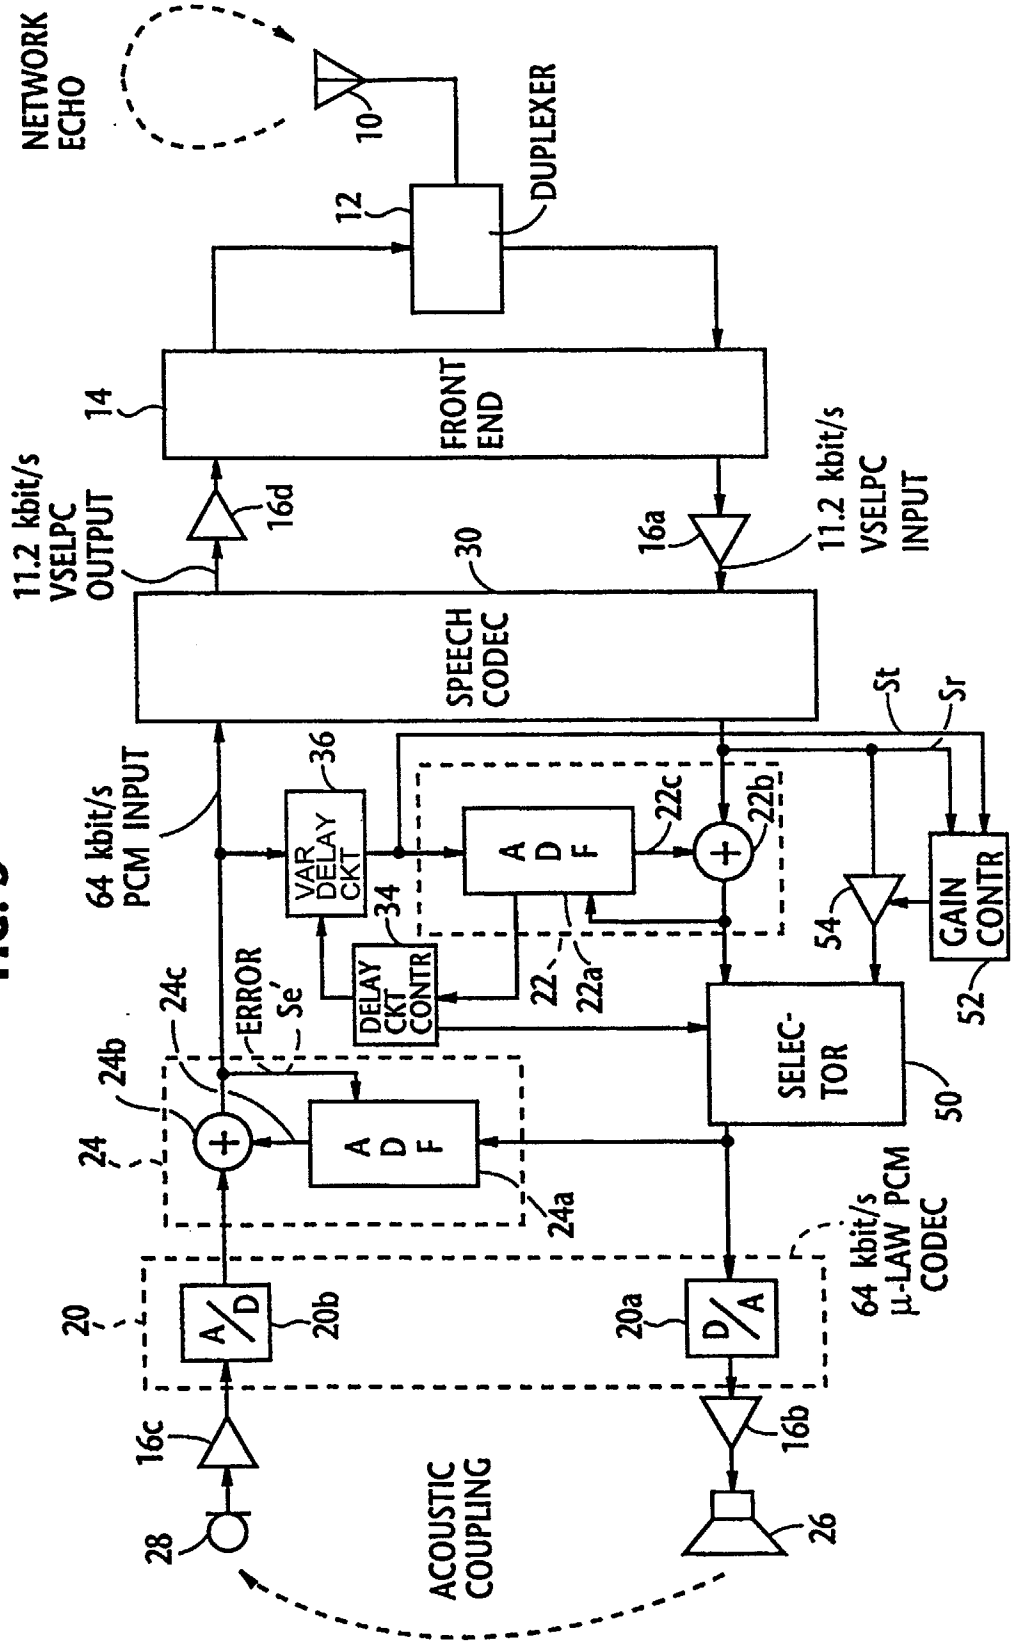 NETWORK
ECHO
10
12
DUPLEXER
14
FRONT
END
11.2 kbit/s
VSELPC
OUTPUT
16d
16a
11.2 kbit/s
VSELPC
INPUT
30
SPEECH
CODEC
64 kbit/s
PCM INPUT
36
VAR
DELAY
CKT
34
DELAY
CKT
CONTR
A
D
F
22c
22b
22
22a
St
Sr
54
GAIN
CONTR
52
ERROR
Se'
24c
24b
24
A
D
F
24a
SELEC-
TOR
50
20
A/D
20b
20a
D/A
64 kbit/s
μ-LAW PCM
CODEC
16c
28
ACOUSTIC
COUPLING
16b
26